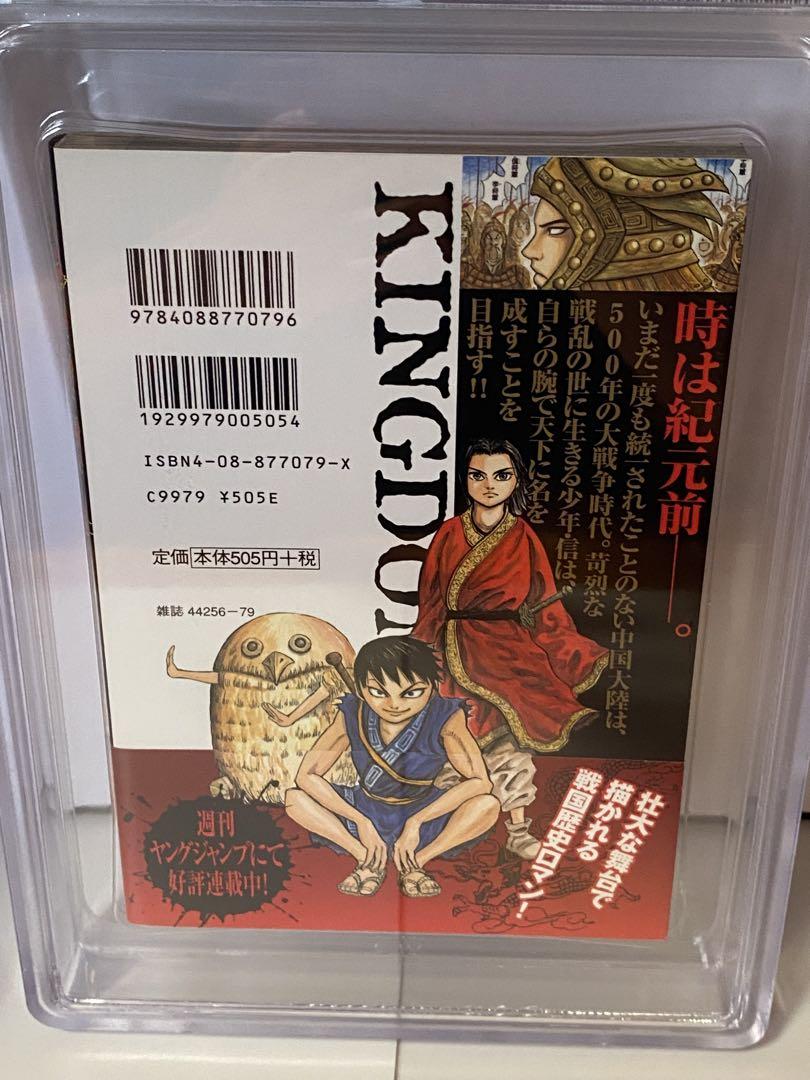 9784088770796
1929979005054
ISBN4-08-877079-X
C9979 ¥505E
定価 本体505円+税
雑誌 44256-79
KINGDO
時は紀元前――。
いまだ一度も統一されたことのない中国大陸は、
500年の大戦争時代。苛烈な
戦乱の世に生きる少年・信は、
自らの腕で天下に名を
成すことを
目指す!!
週刊
ヤングジャンプにて
好評連載中!
壮大な舞台で
描かれる
戦国歴史ロマン!